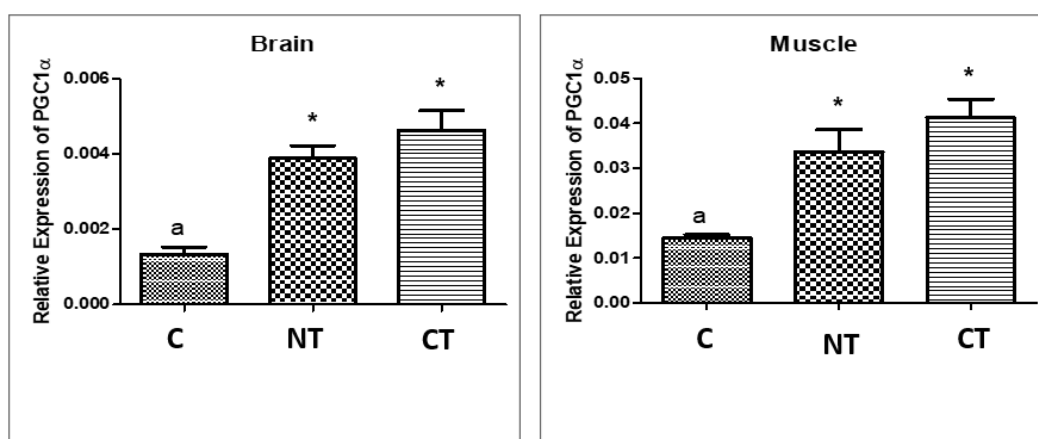 Brain
Relative Expression of PGC1α
0.006
0.004
0.002
0.000
a
*
*
C
NT
CT
Muscle
Relative Expression of PGC1α
0.05
0.04
0.03
0.02
0.01
0.00
a
*
*
C
NT
CT